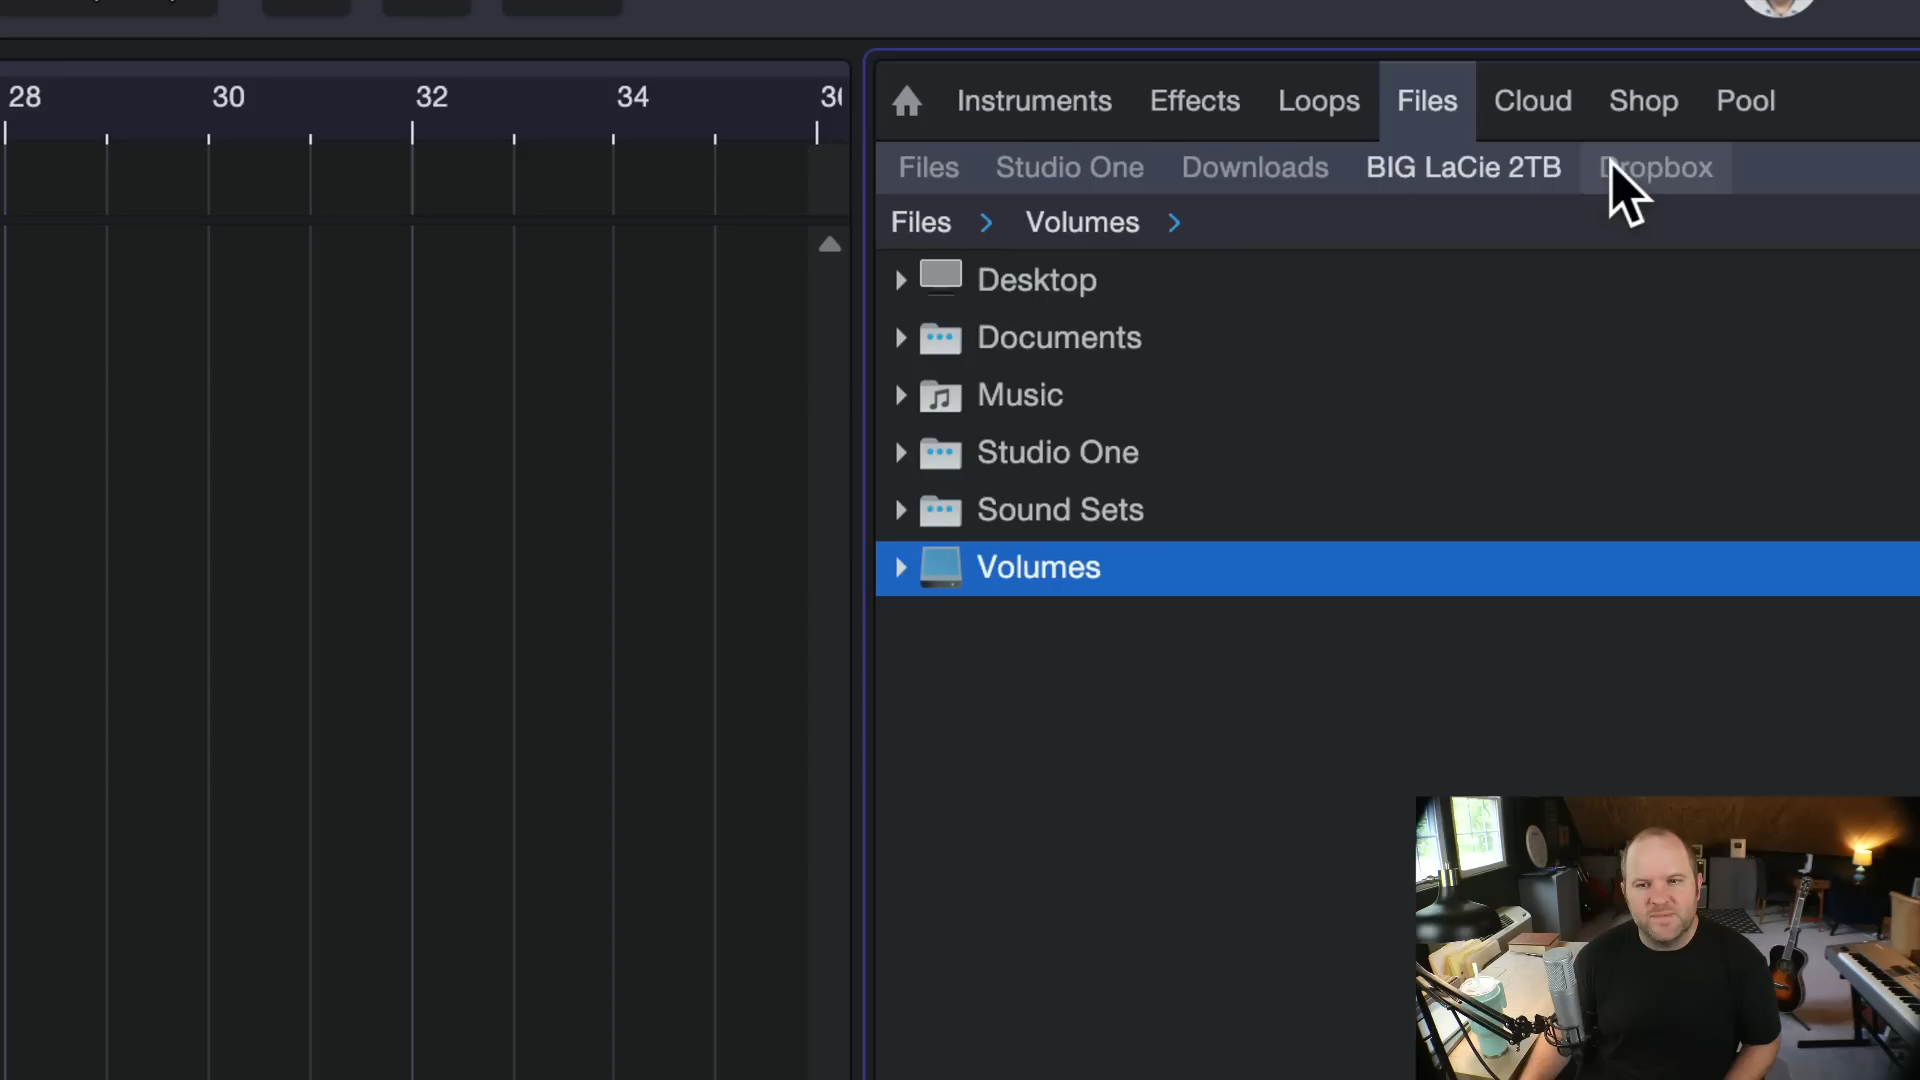 28 30 32 34
Instruments Effects Loops Files Cloud Shop Pool
Files Studio One Downloads BIG LaCie 2TB Dropbox
Files > Volumes >
Desktop
Documents
Music
Studio One
Sound Sets
Volumes